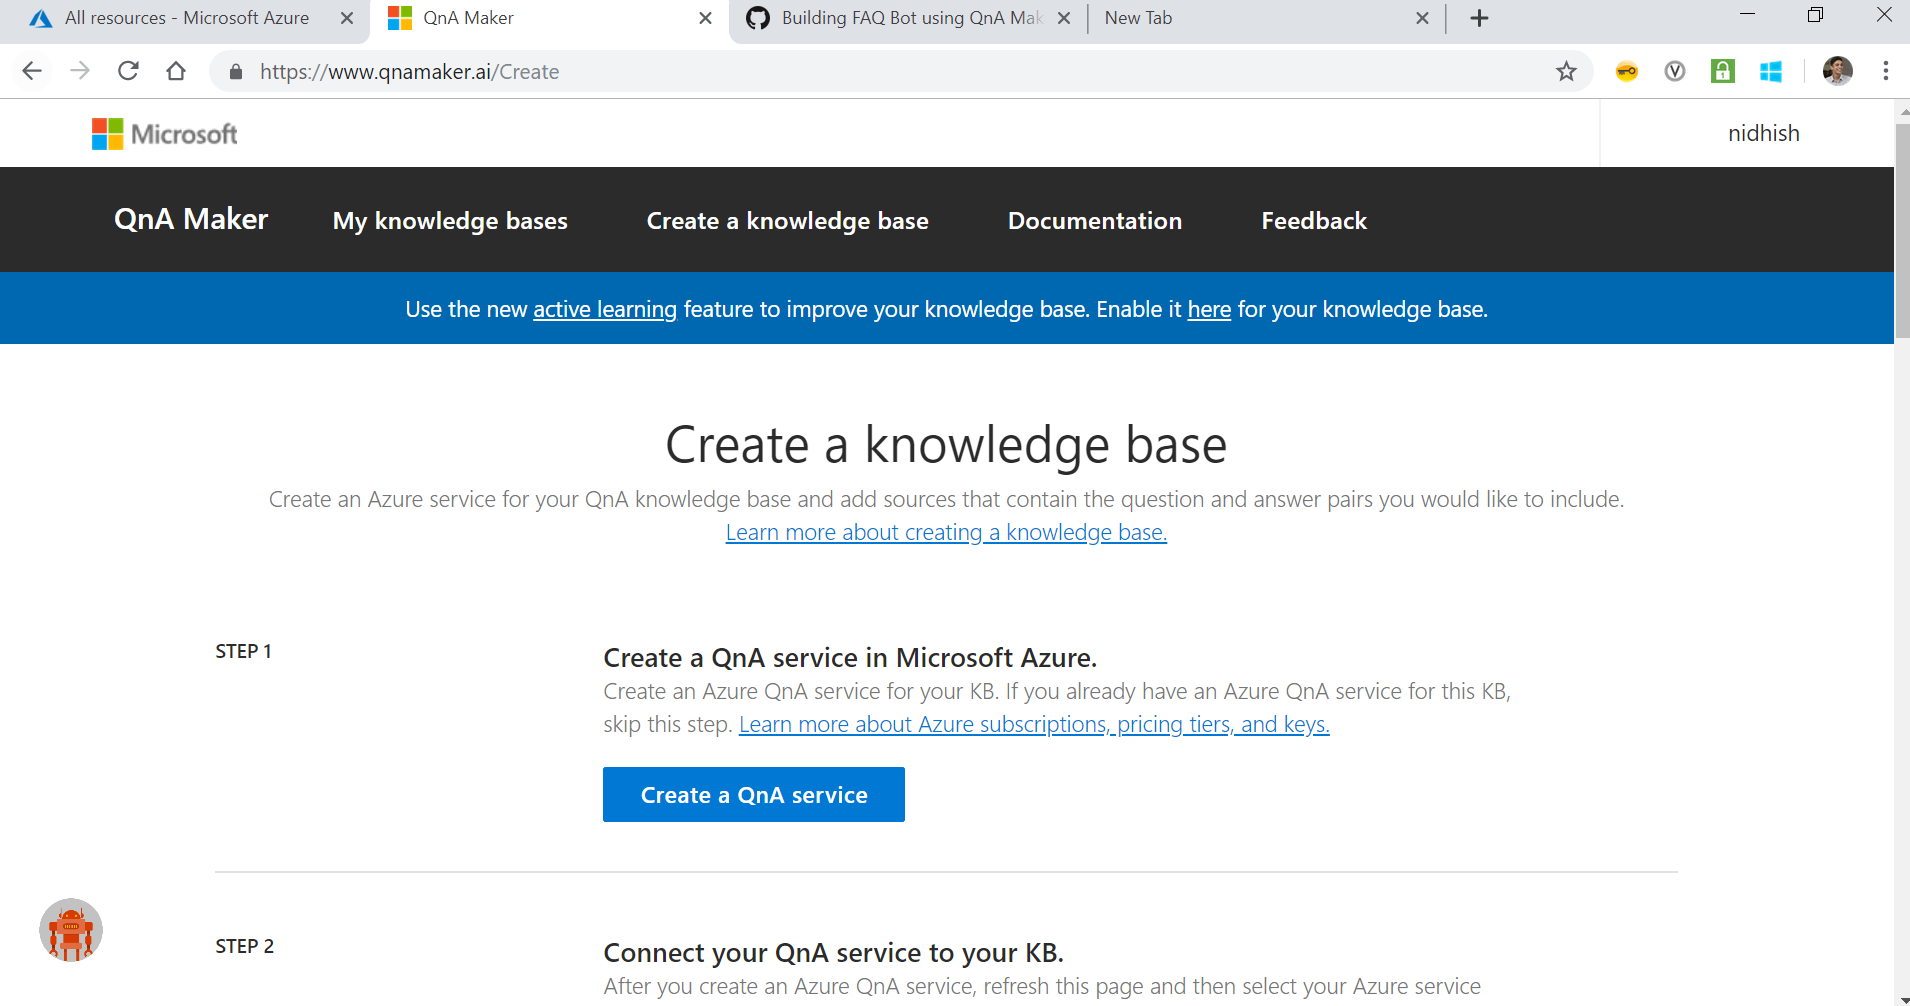 All resources - Microsoft Azure
QnA Maker
Building FAQ Bot using QnA Mak
New Tab
https://www.qnamaker.ai/Create
Microsoft
nidhish
QnA Maker
My knowledge bases
Create a knowledge base
Documentation
Feedback
Use the new active learning feature to improve your knowledge base. Enable it here for your knowledge base.
Create a knowledge base
Create an Azure service for your QnA knowledge base and add sources that contain the question and answer pairs you would like to include.
Learn more about creating a knowledge base.
STEP 1
Create a QnA service in Microsoft Azure.
Create an Azure QnA service for your KB. If you already have an Azure QnA service for this KB,
skip this step. Learn more about Azure subscriptions, pricing tiers, and keys.
Create a QnA service
STEP 2
Connect your QnA service to your KB.
After you create an Azure QnA service, refresh this page and then select your Azure service